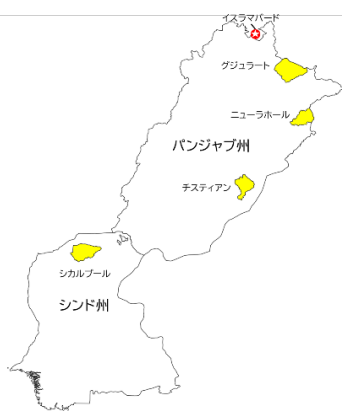 イスラマバード
グジュラート
ニューラホール
パンジャブ州
チスティアン
シカルプール
シンド州